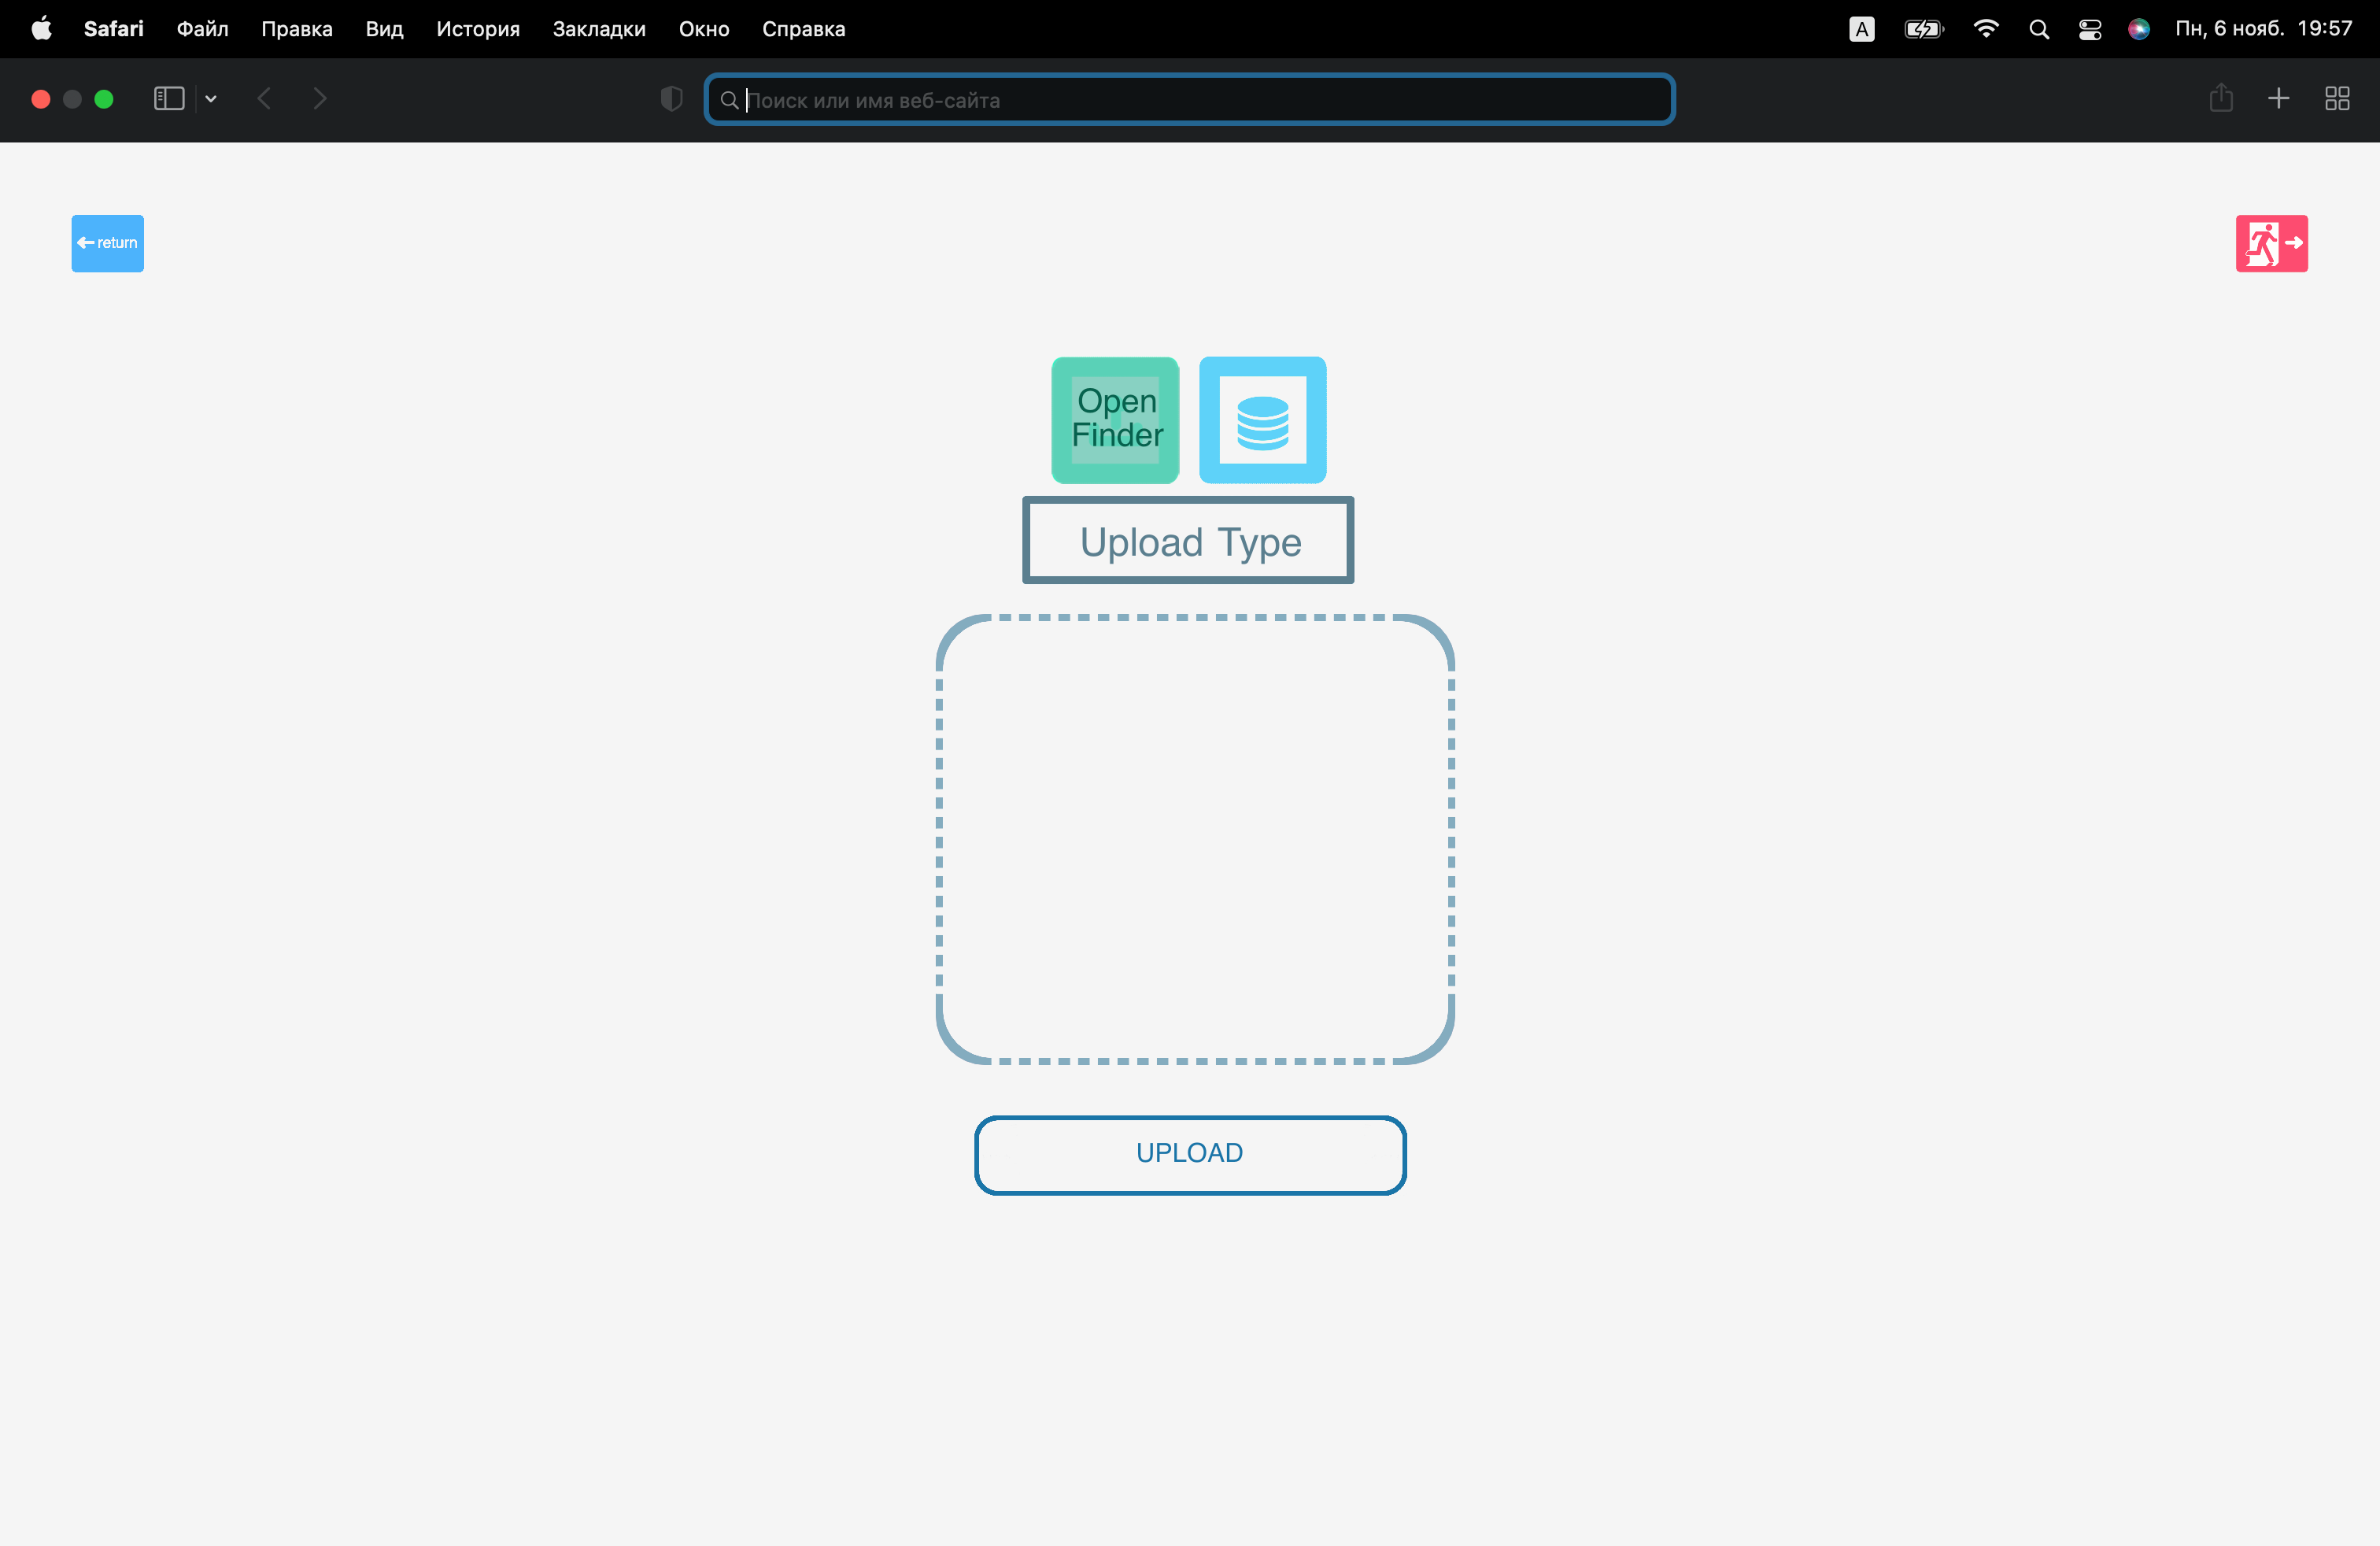 Safari Файл Правка Вид История Закладки Окно Справка A Пн, 6 нояб. 19:57
Поиск или имя веб-сайта
return
Open
Finder
Upload Type
UPLOAD